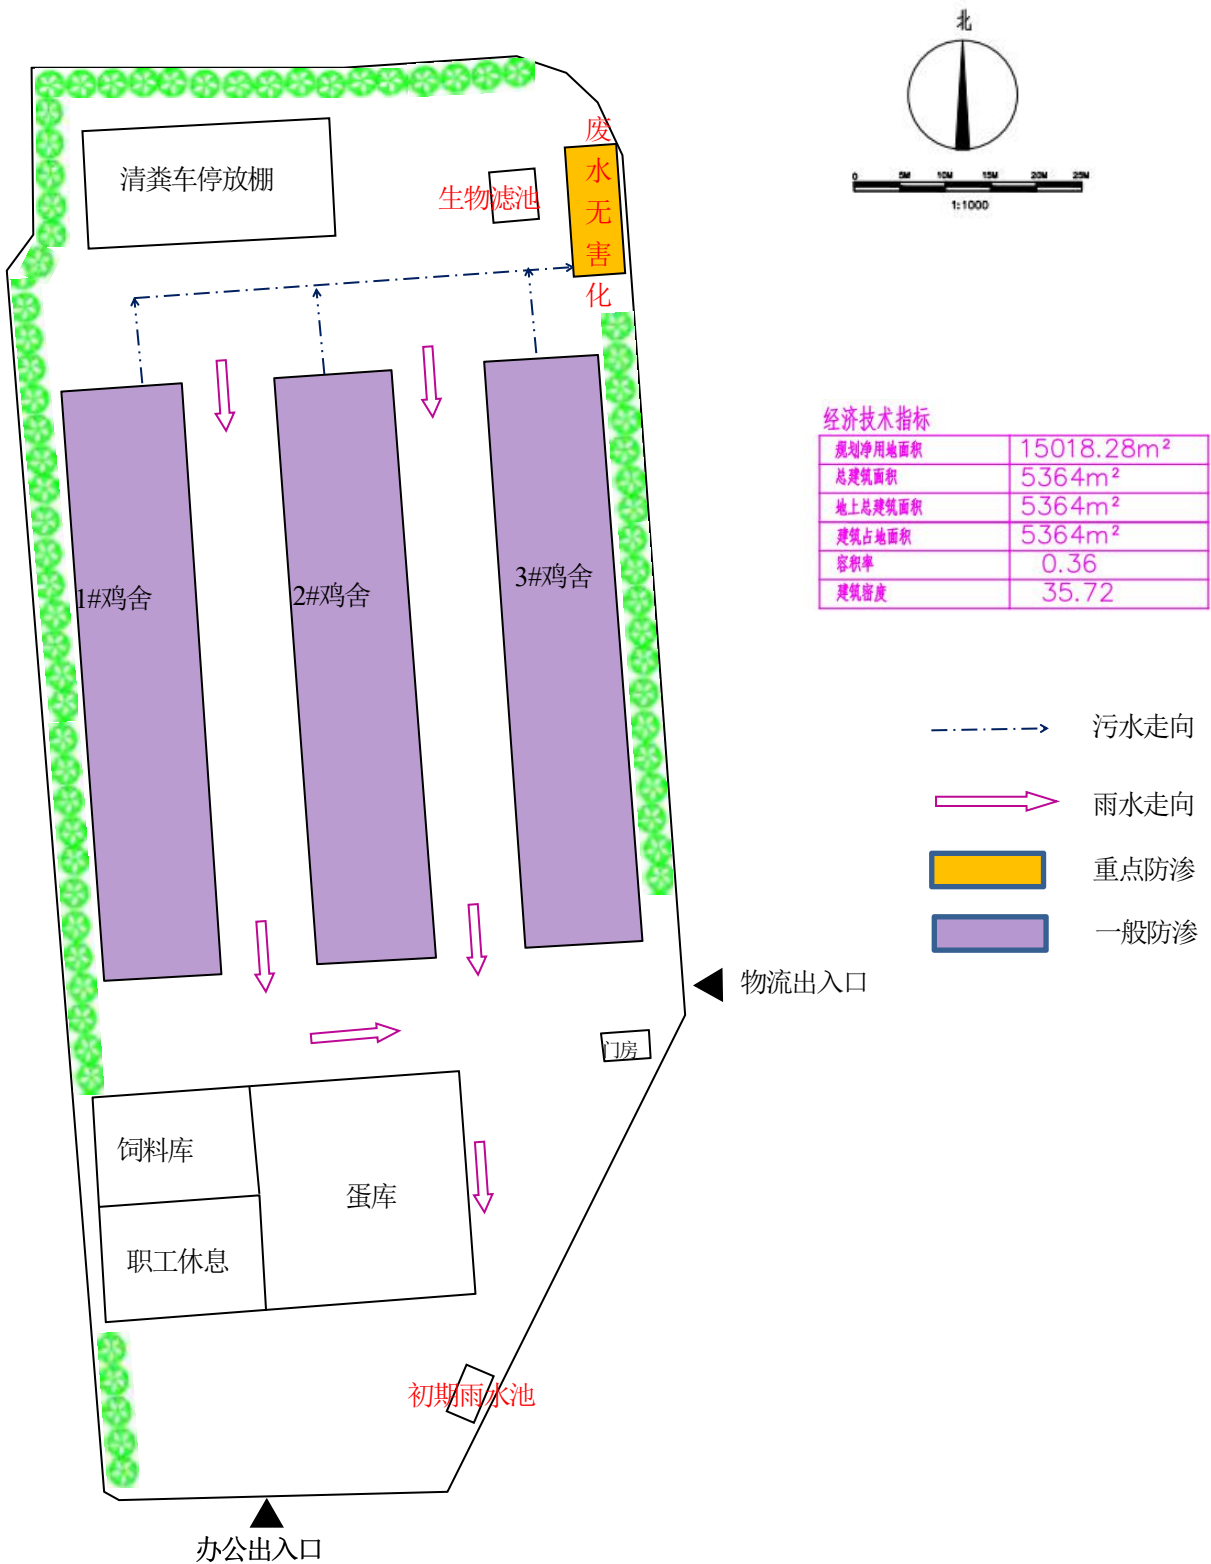 北
0 5M 10M 15M 20M 25M
1:1000
废
水
无
害
化
清粪车停放棚
生物滤池
经济技术指标
规划净用地面积 15018.28m²
总建筑面积 5364m²
地上总建筑面积 5364m²
建筑占地面积 5364m²
容积率 0.36
建筑密度 35.72
1#鸡舍
2#鸡舍
3#鸡舍
污水走向
雨水走向
重点防渗
一般防渗
物流出入口
门房
饲料库
蛋库
职工休息
初期雨水池
办公出入口